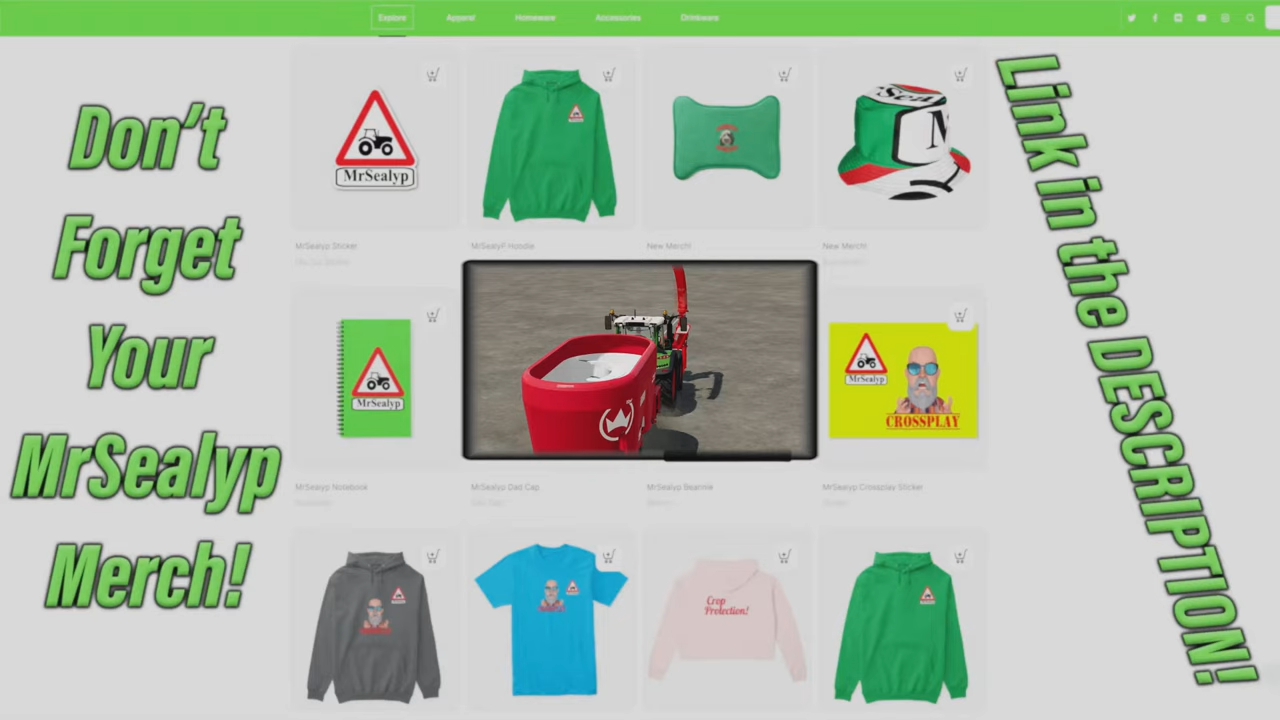 Explore
Apparel
Homeware
Accessories
Drinkware
Don't
Forget
Your
MrSealyp
Merch!
Link in the DESCRIPTION!
MrSealyp
MrSealyp Sticker
MrSealyP Hoodie
New Merch!
New Merch!
MrSealyp
MrSealyp
CROSSPLAY
MrSealyp Notebook
MrSealyp Dad Cap
MrSealyp Beannie
MrSealyp Crossplay Sticker
Crop
Protection!